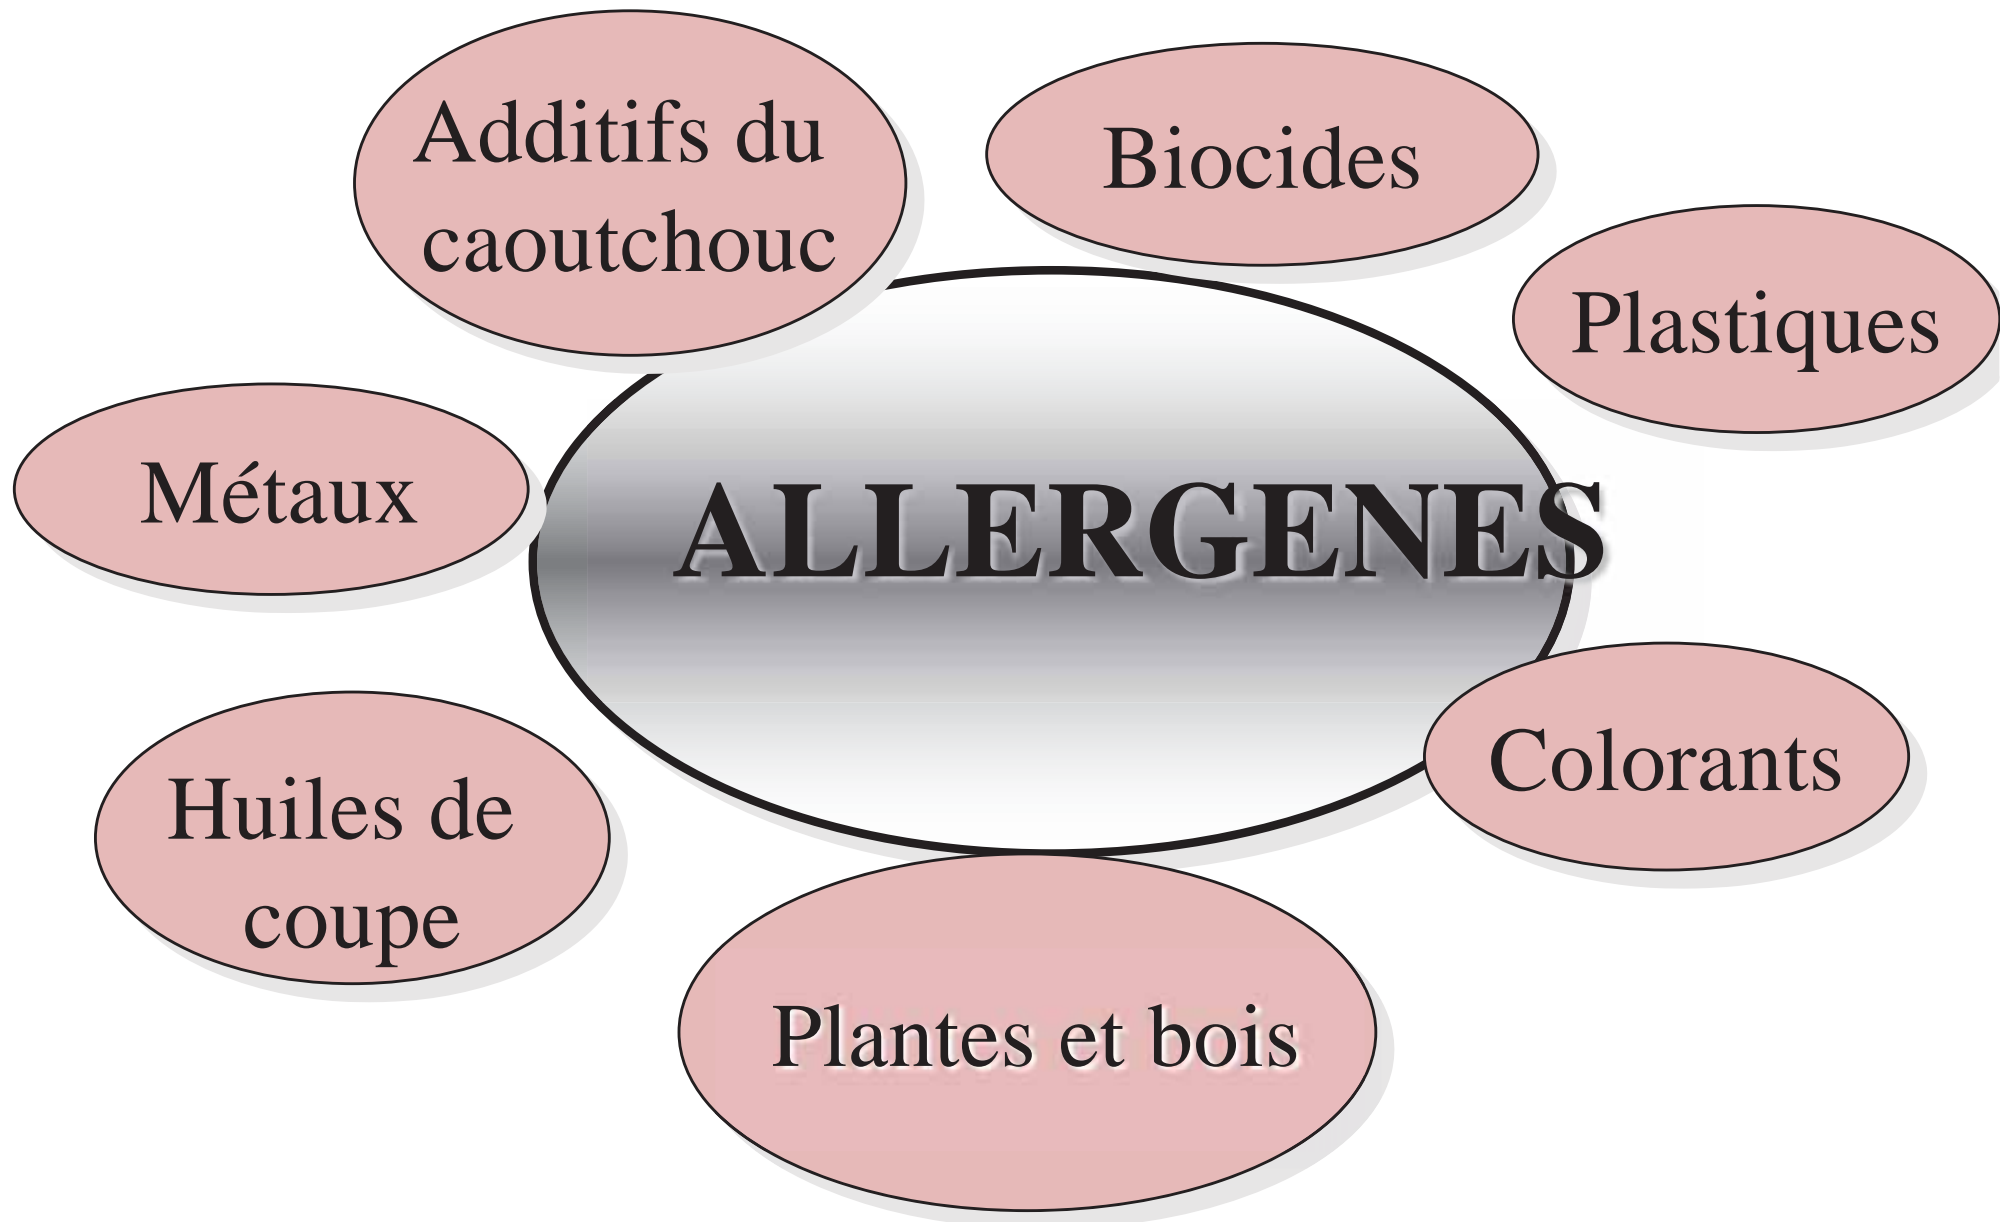 Additifs du
caoutchouc
Biocides
Plastiques
Métaux
ALLERGENES
Colorants
Huiles de
coupe
Plantes et bois